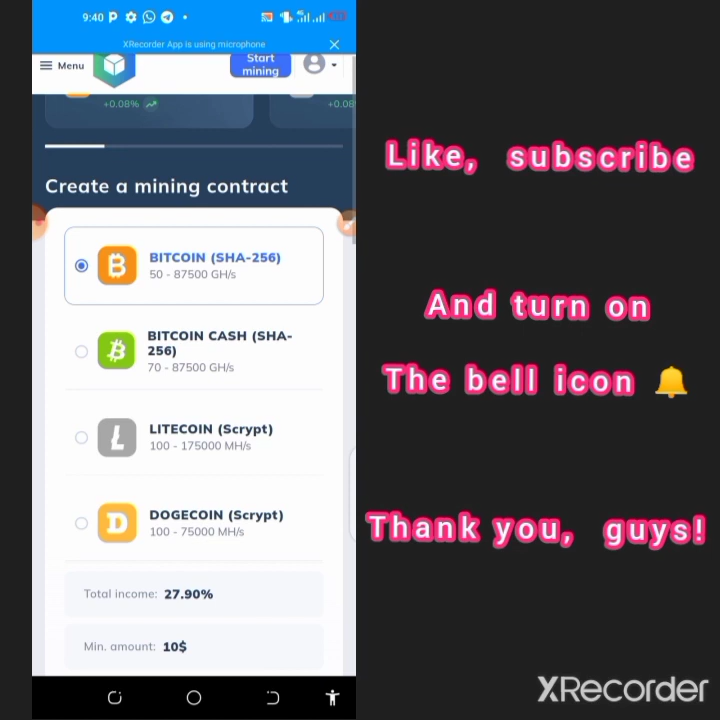 9:40
XRecorder App is using microphone
Menu
Start
mining
+0.08%
+0.08
Create a mining contract
BITCOIN (SHA-256)
50 - 87500 GH/s
BITCOIN CASH (SHA-
256)
70 - 87500 GH/s
LITECOIN (Scrypt)
100 - 175000 MH/s
DOGECOIN (Scrypt)
100 - 75000 MH/s
Total income: 27.90%
Min. amount: 10$
Like, subscribe
And turn on
The bell icon 🔔
Thank you, guys!
XRecorder